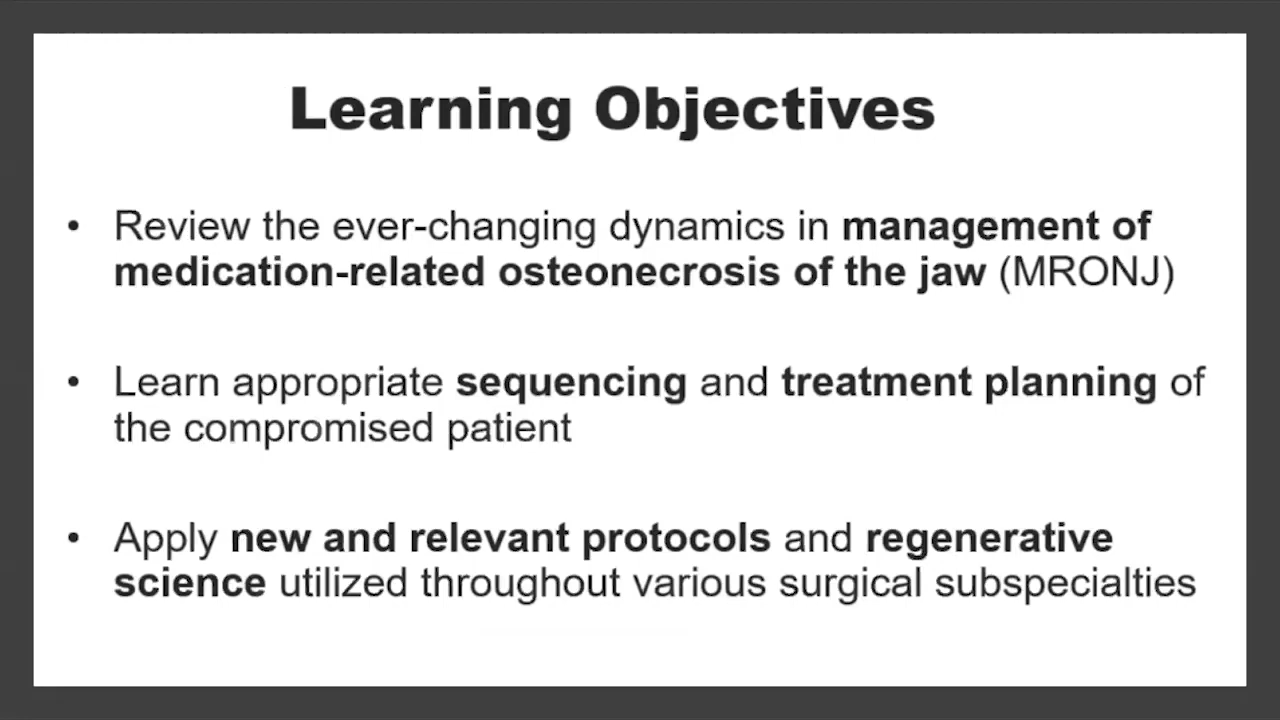 Learning Objectives
• Review the ever-changing dynamics in management of
medication-related osteonecrosis of the jaw (MRONJ)
• Learn appropriate sequencing and treatment planning of
the compromised patient
• Apply new and relevant protocols and regenerative
science utilized throughout various surgical subspecialties